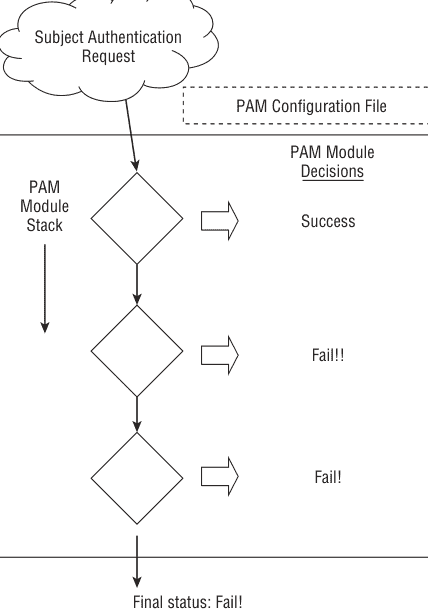 Subject Authentication
Request
PAM Configuration File
PAM Module
Decisions
PAM
Module
Stack
Success
Fail!!
Fail!
Final status: Fail!